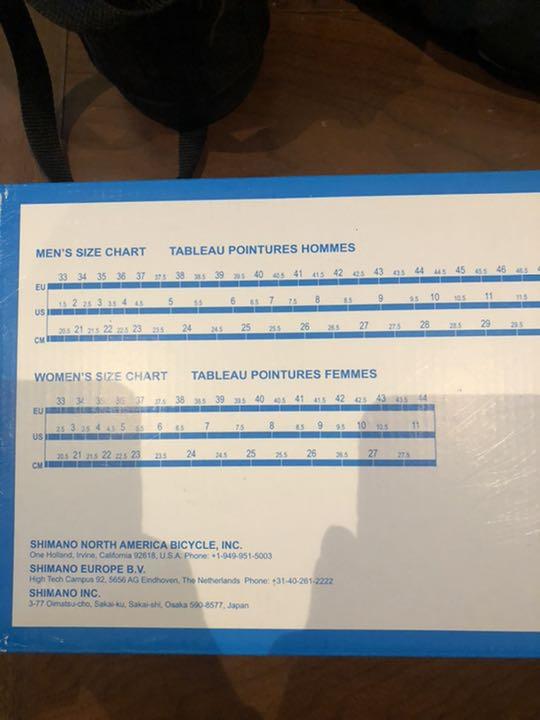 MEN'S SIZE CHART TABLEAU POINTURES HOMMES
33 34 35 36 37 37.5 38 38.5 39 39.5 40 40.5 41 41.5 42 42.5 43 43.5 44 44.5 45 45.5 46 46.5
EU
1.5 2 2.5 3 3.5 4 4.5 5 5.5 6 6.5 7 7.5 8 8.5 9 9.5 10 10.5 11 11.5
US
20.5 21 21.5 22 22.5 23 23.5 24 24.5 25 25.5 26 26.5 27 27.5 28 28.5 29 29.5
CM
WOMEN'S SIZE CHART TABLEAU POINTURES FEMMES
33 34 35 36 37 37.5 38 38.5 39 39.5 40 40.5 41 41.5 42 42.5 43 43.5 44
EU
2.5 3 3.5 4 4.5 5 5.5 6 6.5 7 7.5 8 8.5 9 9.5 10 10.5 11
US
20.5 21 21.5 22 22.5 23 23.5 24 24.5 25 25.5 26 26.5 27 27.5
CM
SHIMANO NORTH AMERICA BICYCLE, INC.
One Holland, Irvine, California 92618, U.S.A. Phone: +1-949-951-5003
SHIMANO EUROPE B.V.
High Tech Campus 92, 5656 AG Eindhoven, The Netherlands Phone: +31-40-261-2222
SHIMANO INC.
3-77 Oimatsu-cho, Sakai-ku, Sakai-shi, Osaka 590-8577, Japan